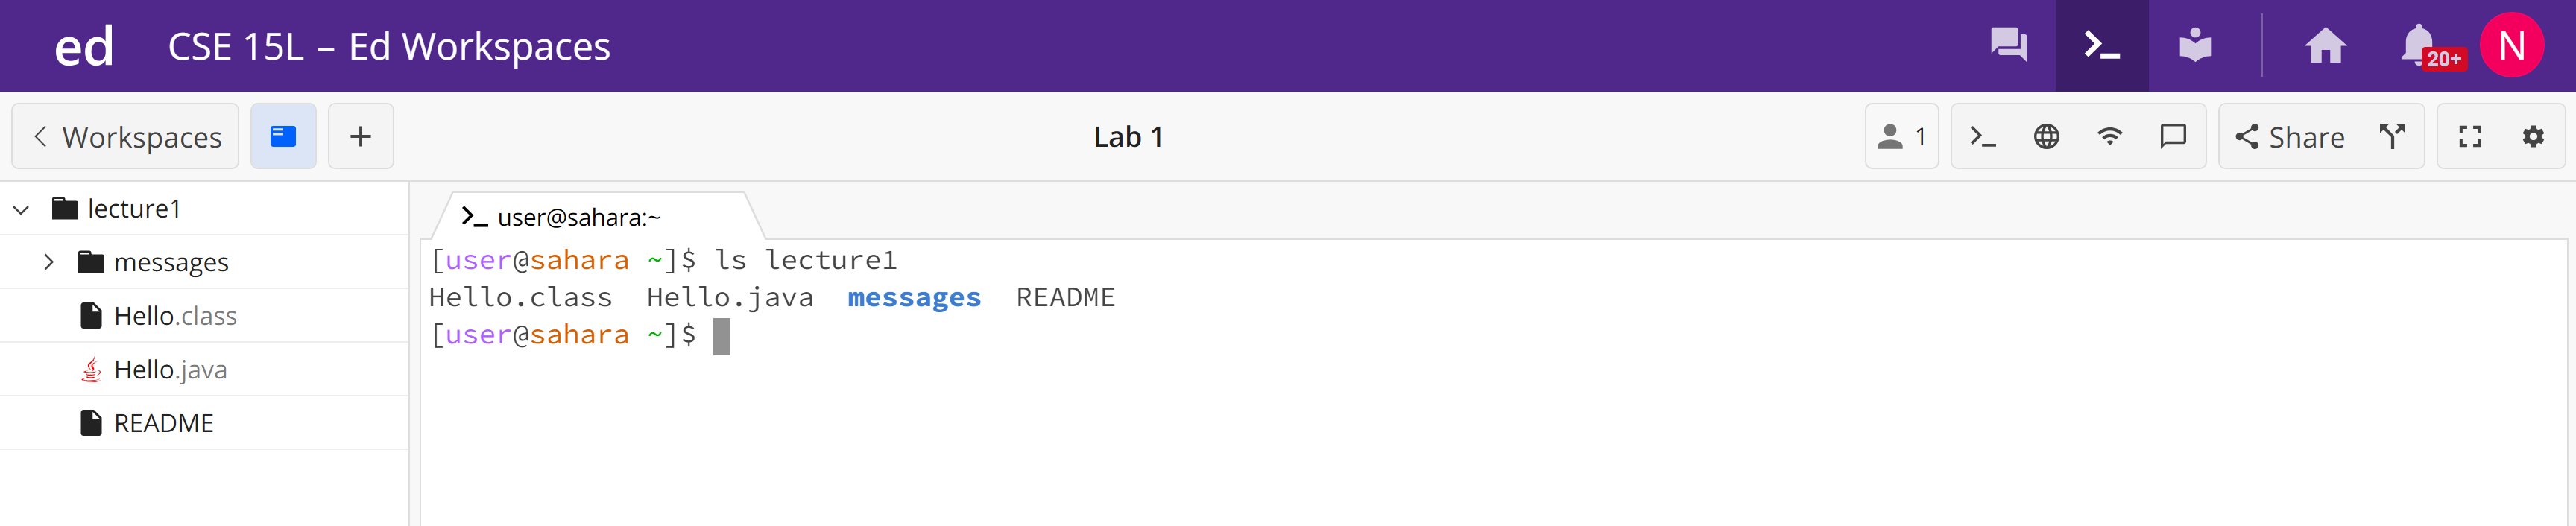 ed CSE 15L – Ed Workspaces 20+ N
Workspaces Lab 1 1 Share
lecture1
messages
Hello.class
Hello.java
README
user@sahara:~
[user@sahara ~]$ ls lecture1
Hello.class Hello.java messages README
[user@sahara ~]$